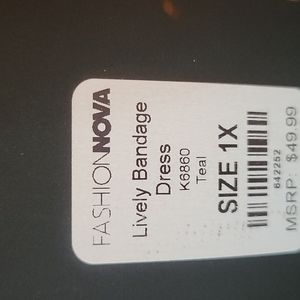 FASHIONNOVA
Lively Bandage
Dress
K6860
Teal
SIZE 1X
642252
MSRP: $49.99